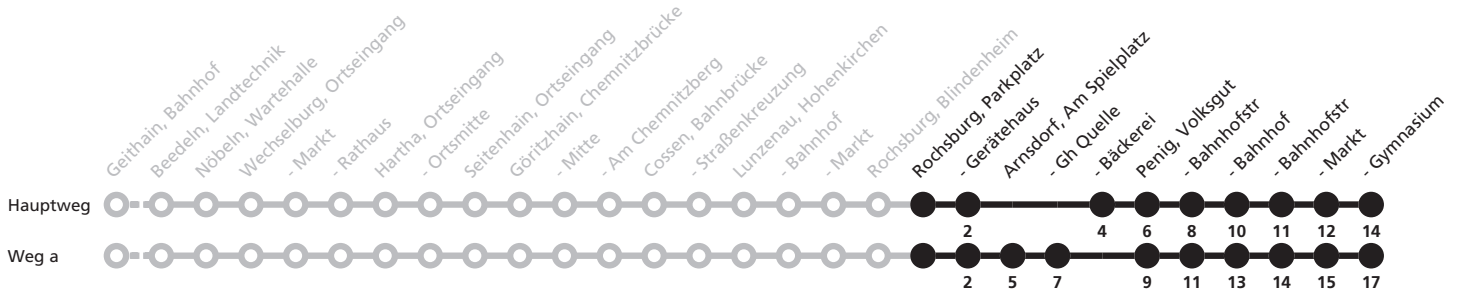 Geithain, Bahnhof
Beedeln, Landtechnik
Nöbeln, Wartehalle
Wechselburg, Ortseingang
- Markt
- Rathaus
Hartha, Ortseingang
- Ortsmitte
Seitenhain, Ortseingang
Göritzhain, Chemnitzbrücke
- Mitte
- Am Chemnitzberg
Cossen, Bahnbrücke
- Straßenkreuzung
Lunzenau, Hohenkirchen
- Bahnhof
- Markt
Rochsburg, Blindenheim
Rochsburg, Parkplatz
- Gerätehaus
Arnsdorf, Am Spielplatz
- Gh Quelle
- Bäckerei
Penig, Volksgut
- Bahnhofstr
- Bahnhof
- Bahnhofstr
- Markt
- Gymnasium
Hauptweg
2 4 6 8 10 11 12 14
Weg a
2 5 7 9 11 13 14 15 17